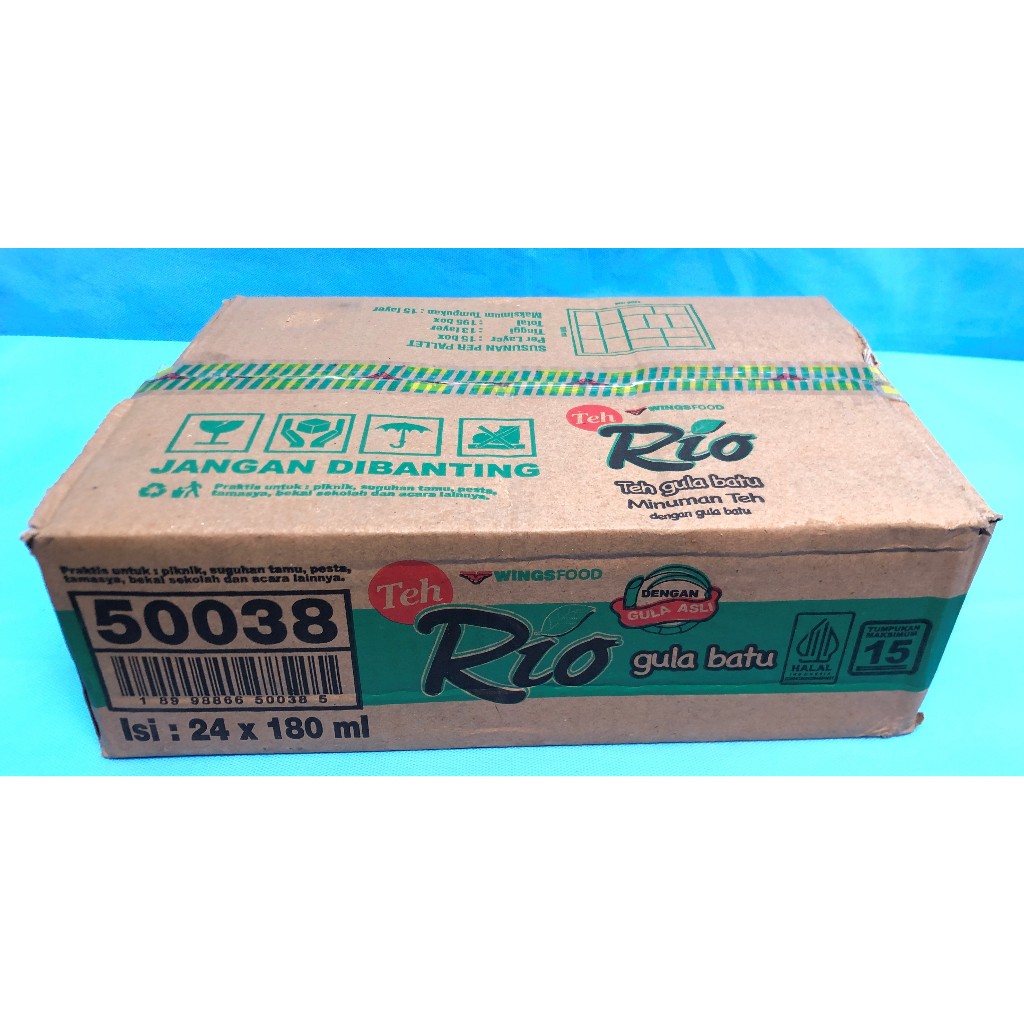 SUSUNAN PER PALLET
Per Layer : 15 box
Tinggi : 13 layer
Total : 195 box
Maksimum Tumpukan : 15 layer
JANGAN DIBANTING
Praktis untuk : piknik, suguhan tamu, pesta,
tamasya, bekal sekolah dan acara lainnya.
Teh
WINGSFOOD
Rio
Teh gula batu
Minuman Teh
dengan gula batu
Praktis untuk : piknik, suguhan tamu, pesta,
tamasya, bekal sekolah dan acara lainnya.
50038
1 89 98866 50038 5
Isi : 24 x 180 ml
Teh
WINGSFOOD
Rio
gula batu
DENGAN
GULA ASLI
HALAL
INDONESIA
TUMPUKAN
MAKSIMUM
15